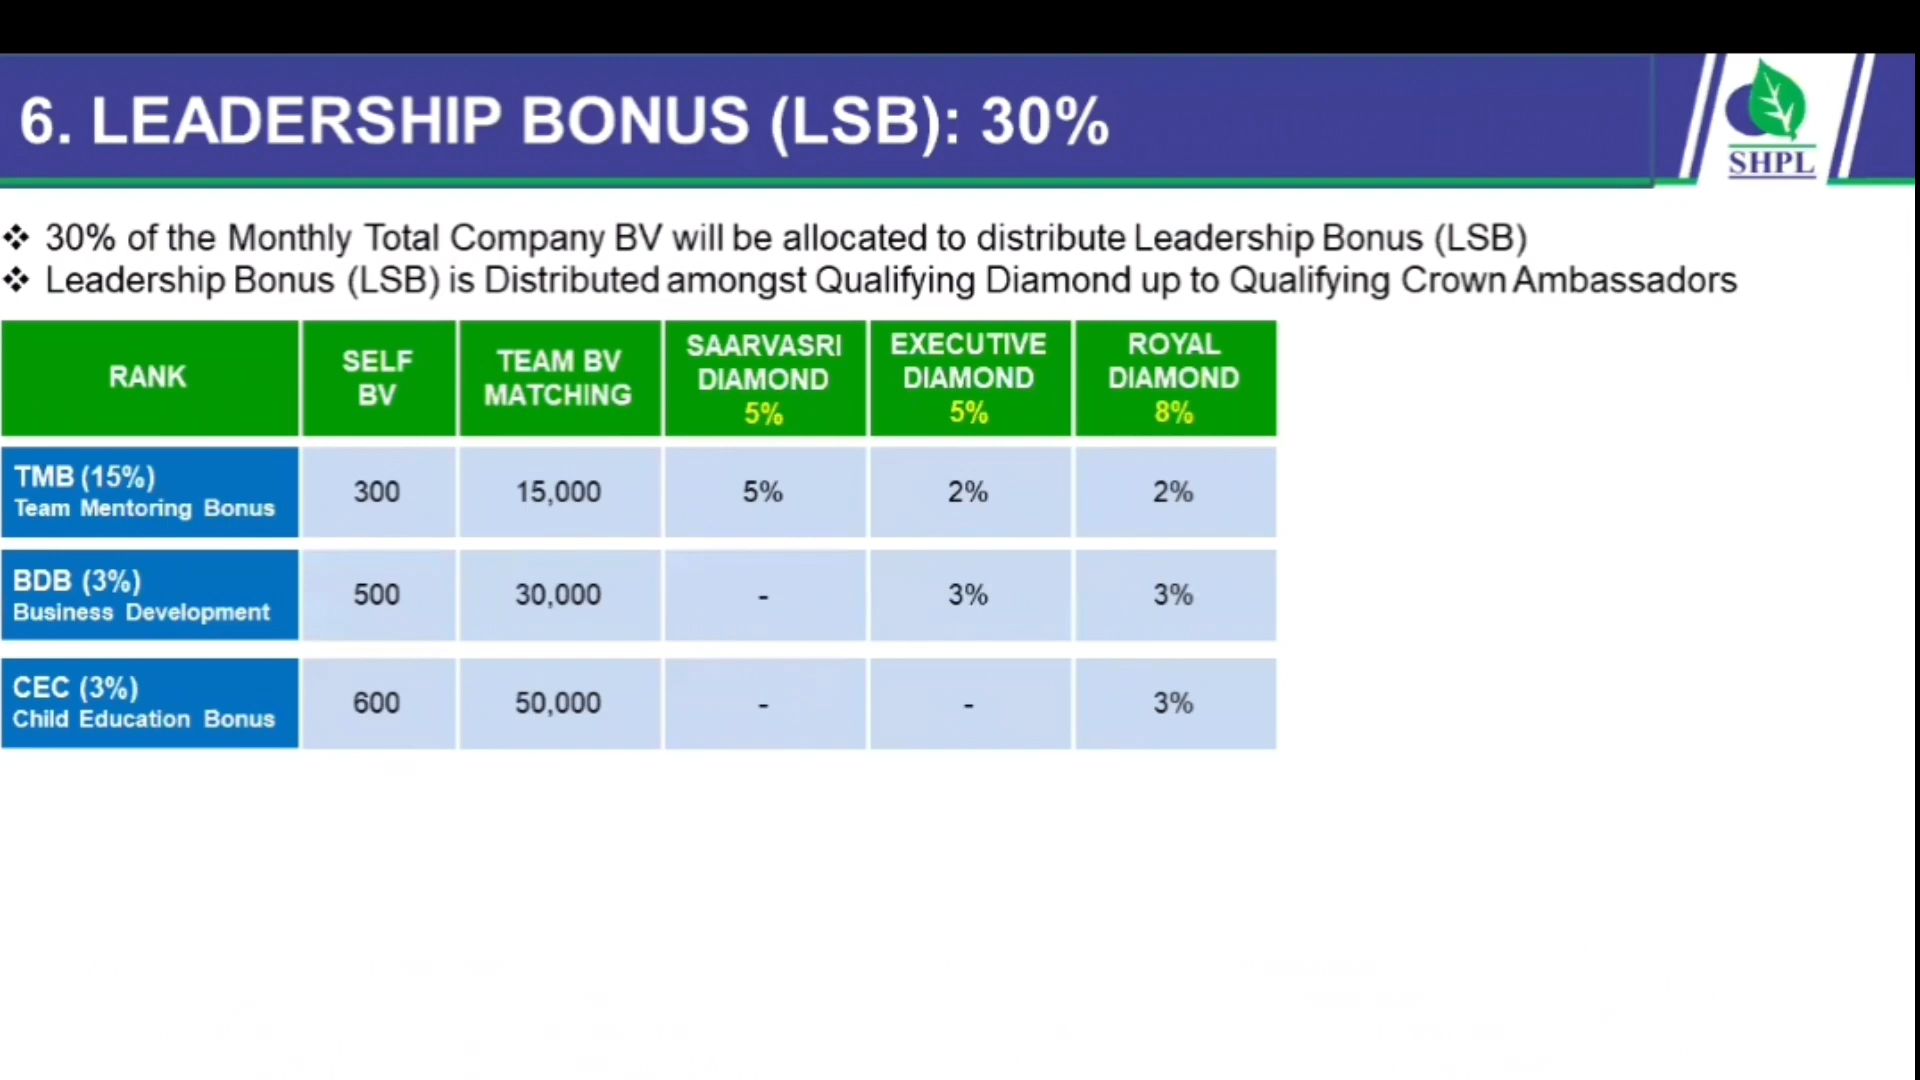 6. LEADERSHIP BONUS (LSB): 30%
SHPL
❖ 30% of the Monthly Total Company BV will be allocated to distribute Leadership Bonus (LSB)
❖ Leadership Bonus (LSB) is Distributed amongst Qualifying Diamond up to Qualifying Crown Ambassadors
RANK
SELF
BV
TEAM BV
MATCHING
SAARVASRI
DIAMOND
5%
EXECUTIVE
DIAMOND
5%
ROYAL
DIAMOND
8%
TMB (15%)
Team Mentoring Bonus
300
15,000
5%
2%
2%
BDB (3%)
Business Development
500
30,000
-
3%
3%
CEC (3%)
Child Education Bonus
600
50,000
-
-
3%